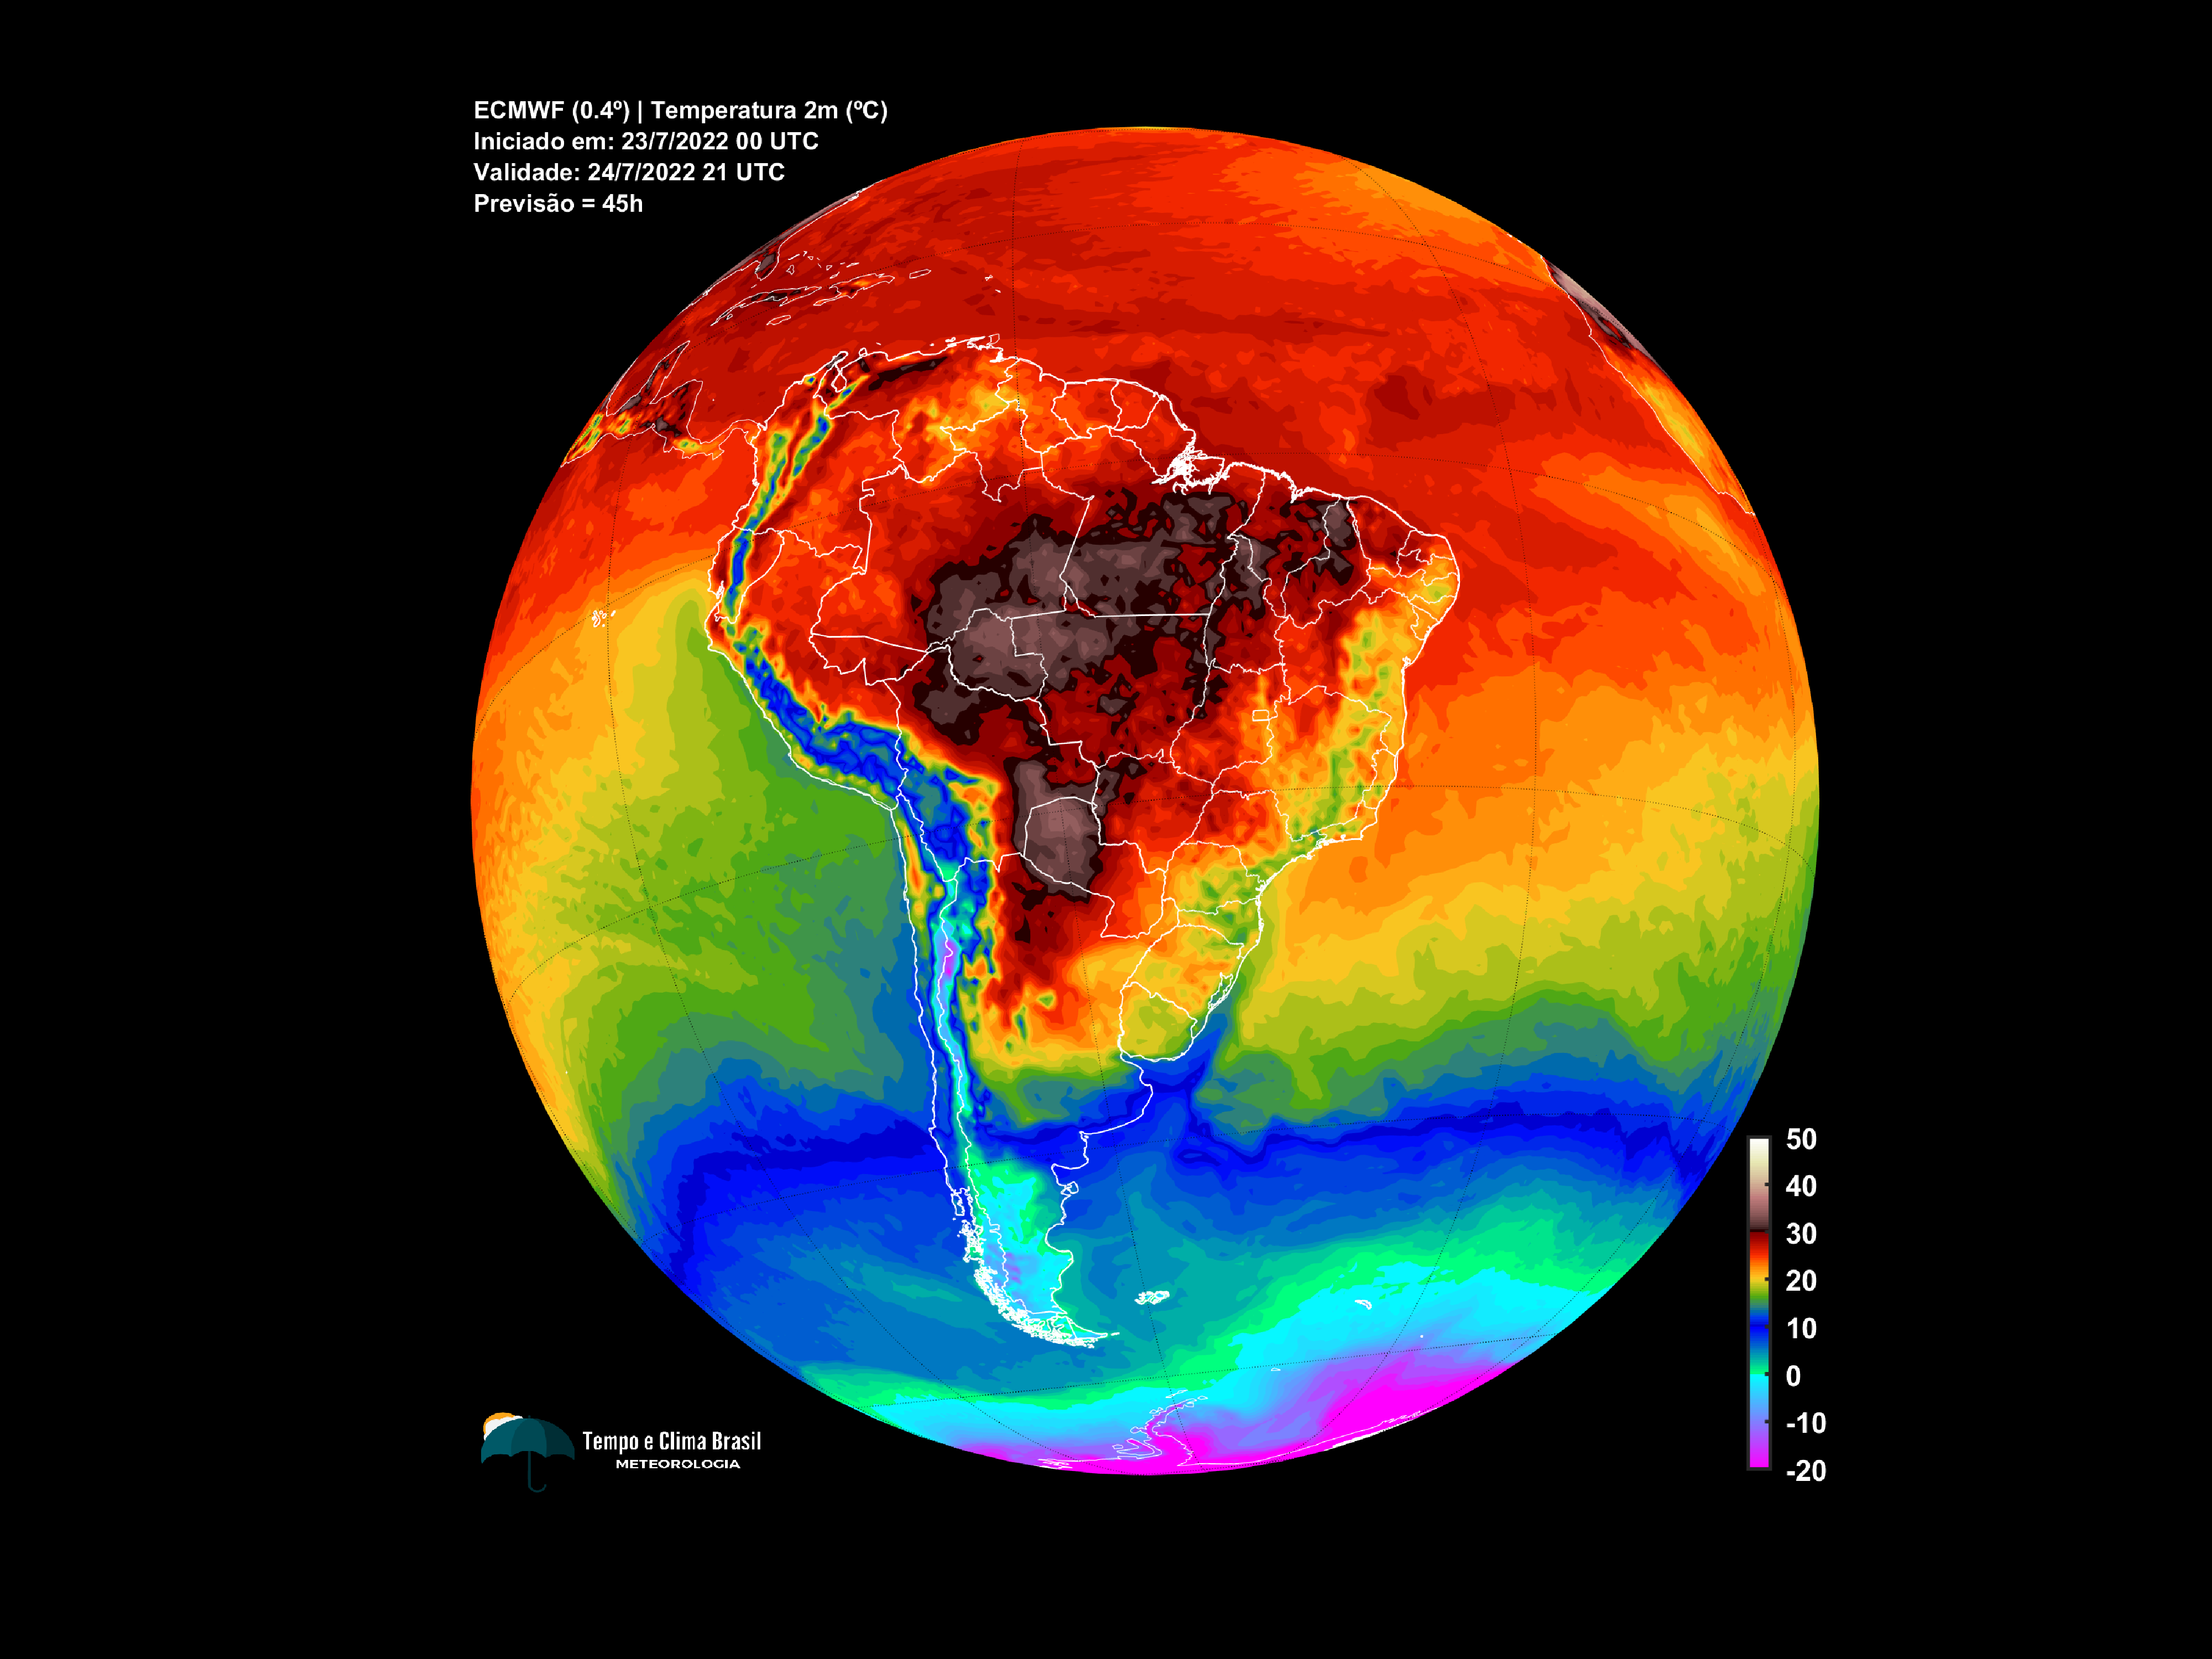 ECMWF (0.4º) | Temperatura 2m (ºC)
Iniciado em: 23/7/2022 00 UTC
Validade: 24/7/2022 21 UTC
Previsão = 45h
50
40
30
20
10
0
-10
-20
Tempo e Clima Brasil
METEOROLOGIA